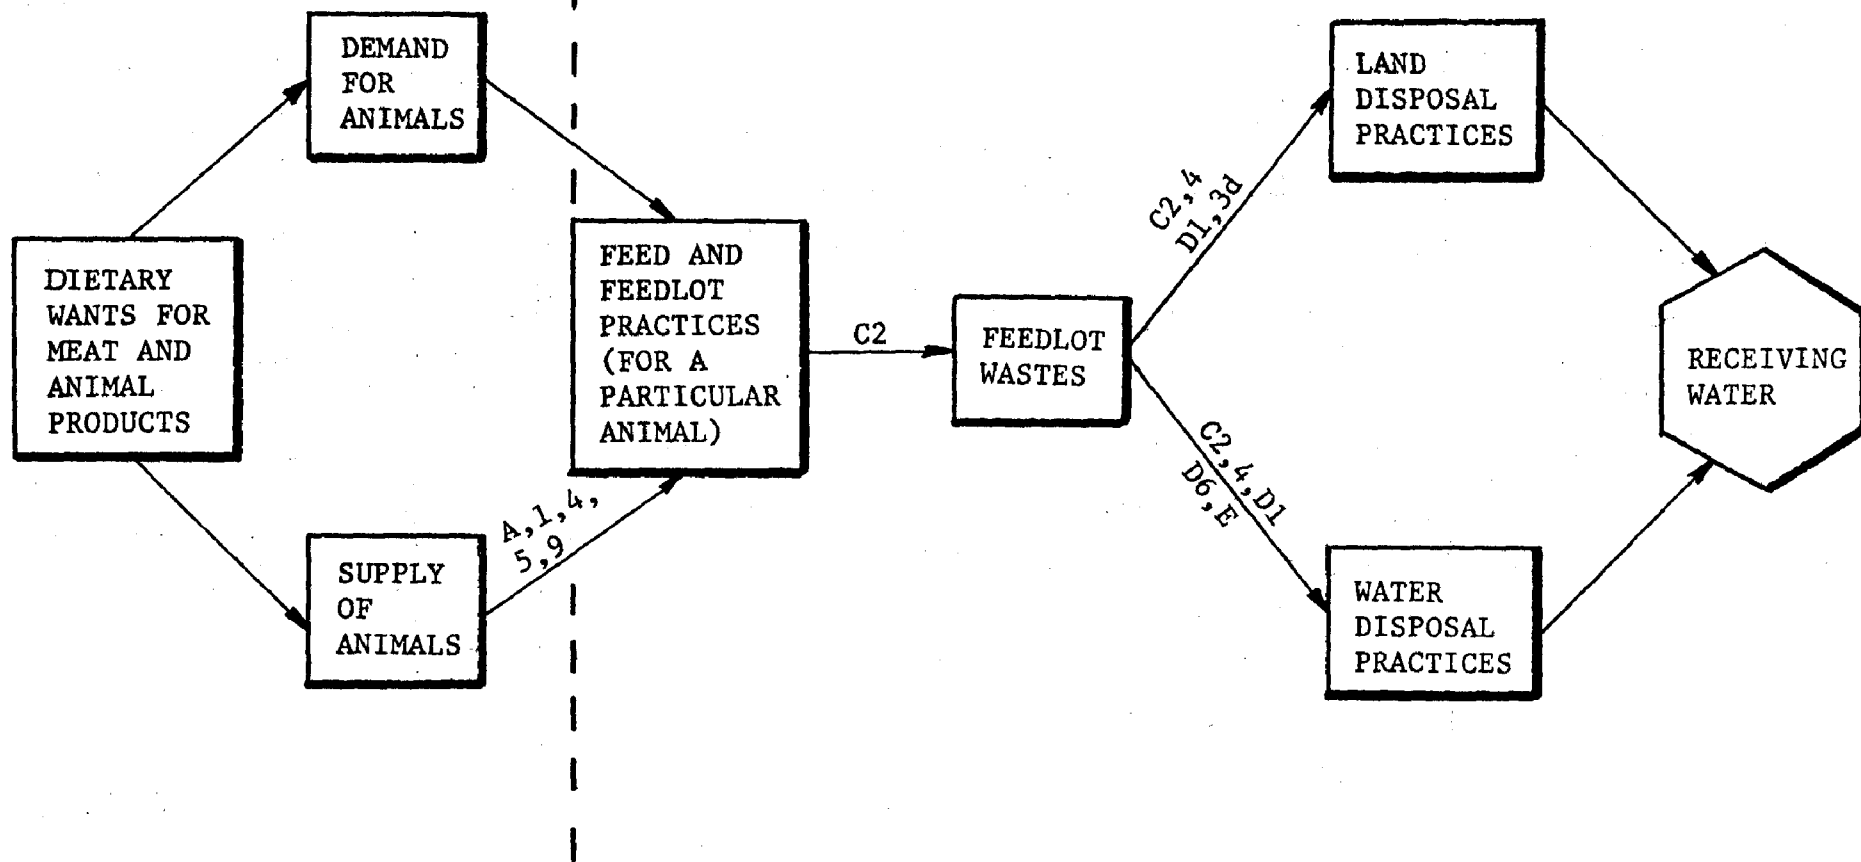 DEMAND
FOR
ANIMALS
DIETARY
WANTS FOR
MEAT AND
ANIMAL
PRODUCTS
SUPPLY
OF
ANIMALS
A,1,4,
5,9
FEED AND
FEEDLOT
PRACTICES
(FOR A
PARTICULAR
ANIMAL)
C2
FEEDLOT
WASTES
C2,4
D1,3d
C2,4,D1
D6,E
LAND
DISPOSAL
PRACTICES
WATER
DISPOSAL
PRACTICES
RECEIVING
WATER